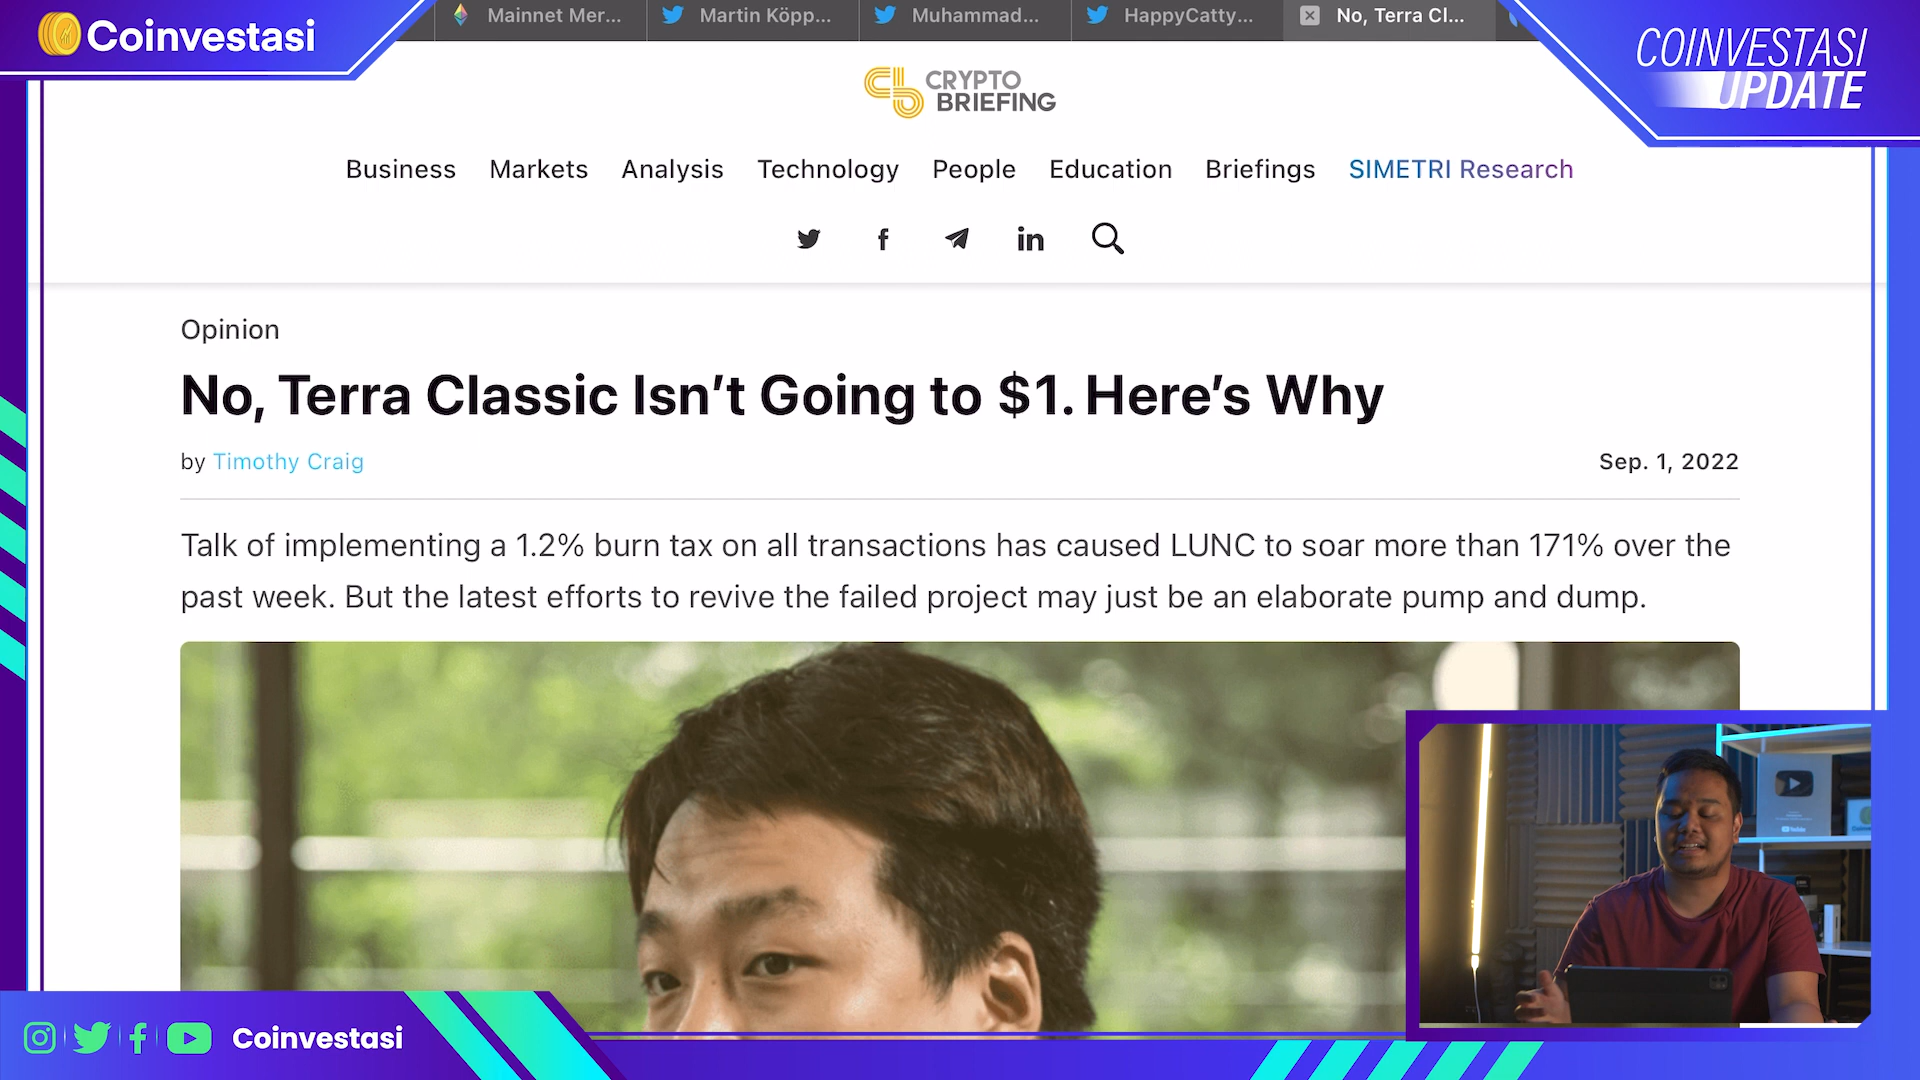 Coinvestasi
Mainnet Mer...
Martin Köpp...
Muhammad...
HappyCatty...
No, Terra Cl...
COINVESTASI
UPDATE
CRYPTO
BRIEFING
Business Markets Analysis Technology People Education Briefings SIMETRI Research
Opinion
No, Terra Classic Isn’t Going to $1. Here’s Why
by Timothy Craig
Sep. 1, 2022
Talk of implementing a 1.2% burn tax on all transactions has caused LUNC to soar more than 171% over the
past week. But the latest efforts to revive the failed project may just be an elaborate pump and dump.
YouTube
Coinvestasi